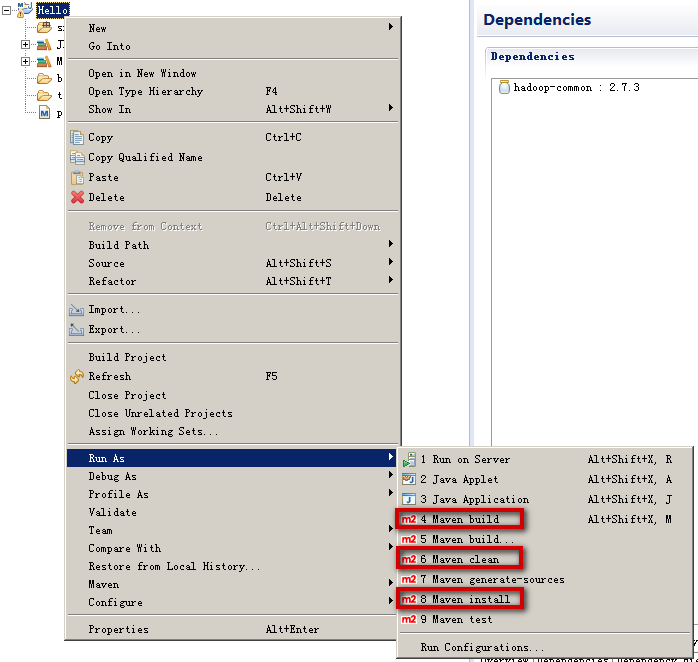 Hello
Dependencies
Dependencies
hadoop-common : 2.7.3
New
Go Into
Open in New Window
Open Type Hierarchy F4
Show In Alt+Shift+W
Copy Ctrl+C
Copy Qualified Name
Paste Ctrl+V
Delete Delete
Remove from Context Ctrl+Alt+Shift+Down
Build Path
Source Alt+Shift+S
Refactor Alt+Shift+T
Import...
Export...
Build Project
Refresh F5
Close Project
Close Unrelated Projects
Assign Working Sets...
Run As
Debug As
Profile As
Validate
Team
Compare With
Restore from Local History...
Maven
Configure
Properties Alt+Enter
1 Run on Server Alt+Shift+X, R
2 Java Applet Alt+Shift+X, A
3 Java Application Alt+Shift+X, J
m2 4 Maven build Alt+Shift+X, M
m2 5 Maven build...
m2 6 Maven clean
m2 7 Maven generate-sources
m2 8 Maven install
m2 9 Maven test
Run Configurations...